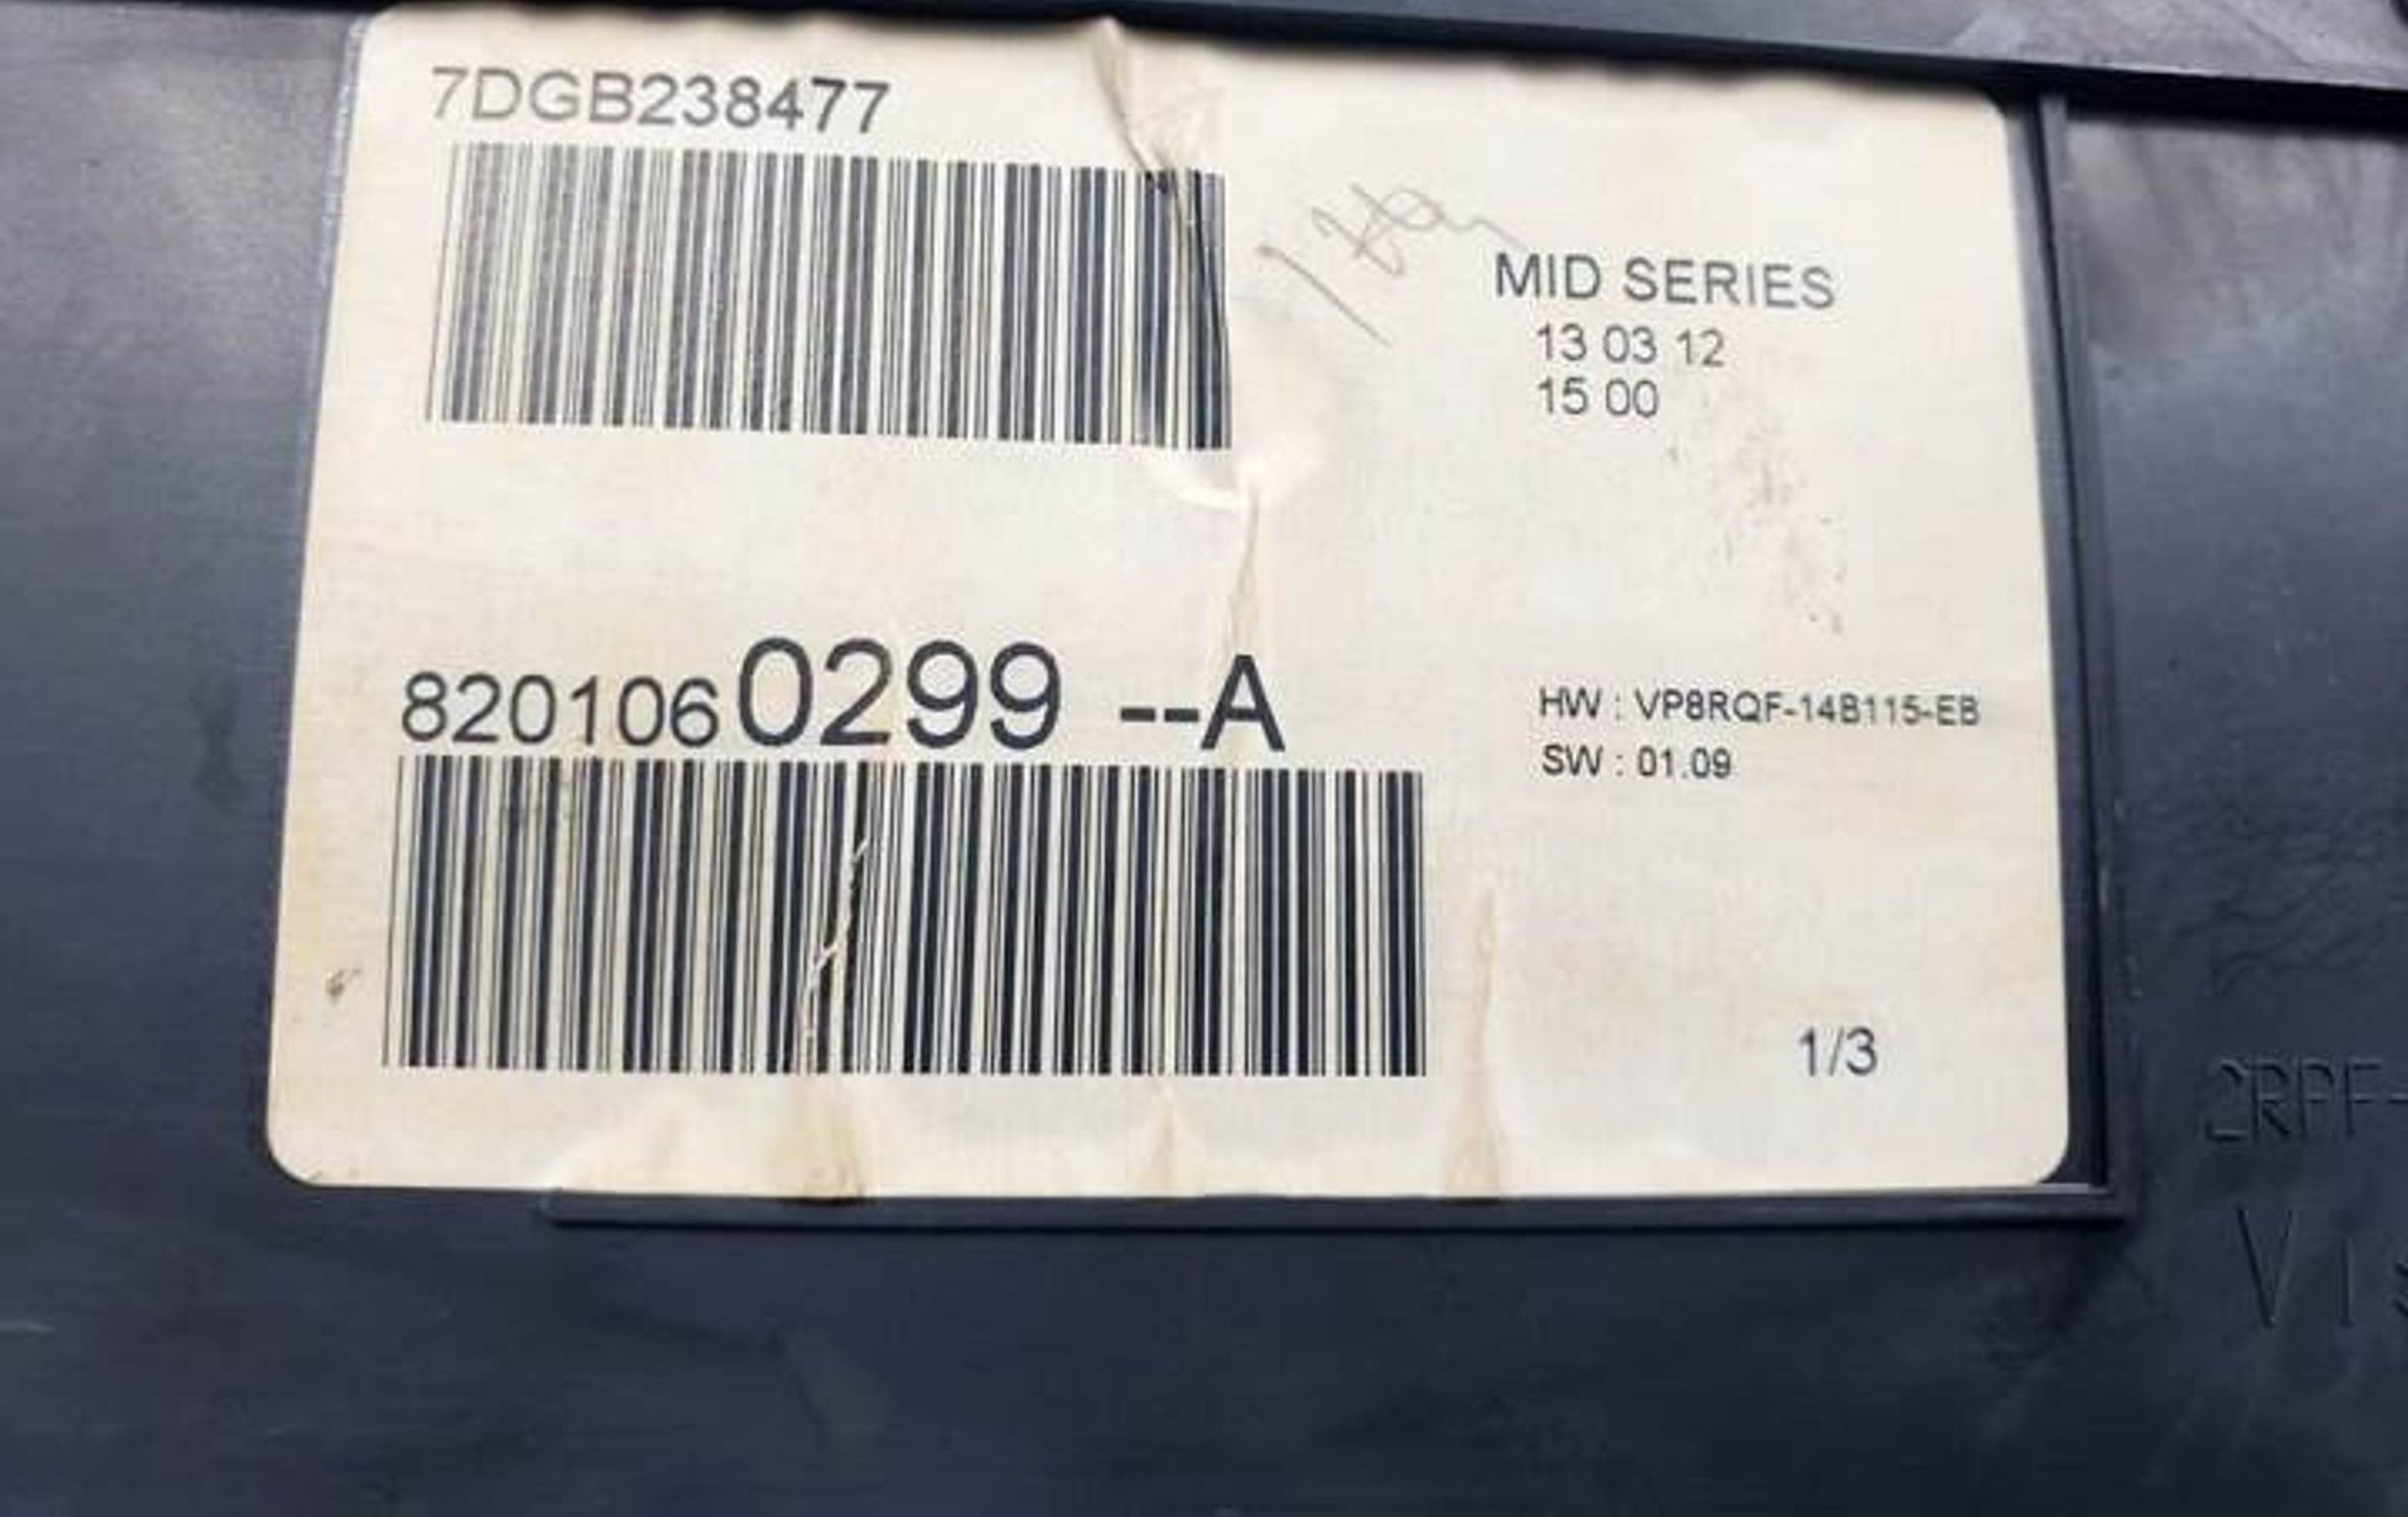 7DGB238477
MID SERIES
13 03 12
15 00
8201060299 --A
HW : VP8RQF-14B115-EB
SW : 01.09
1/3